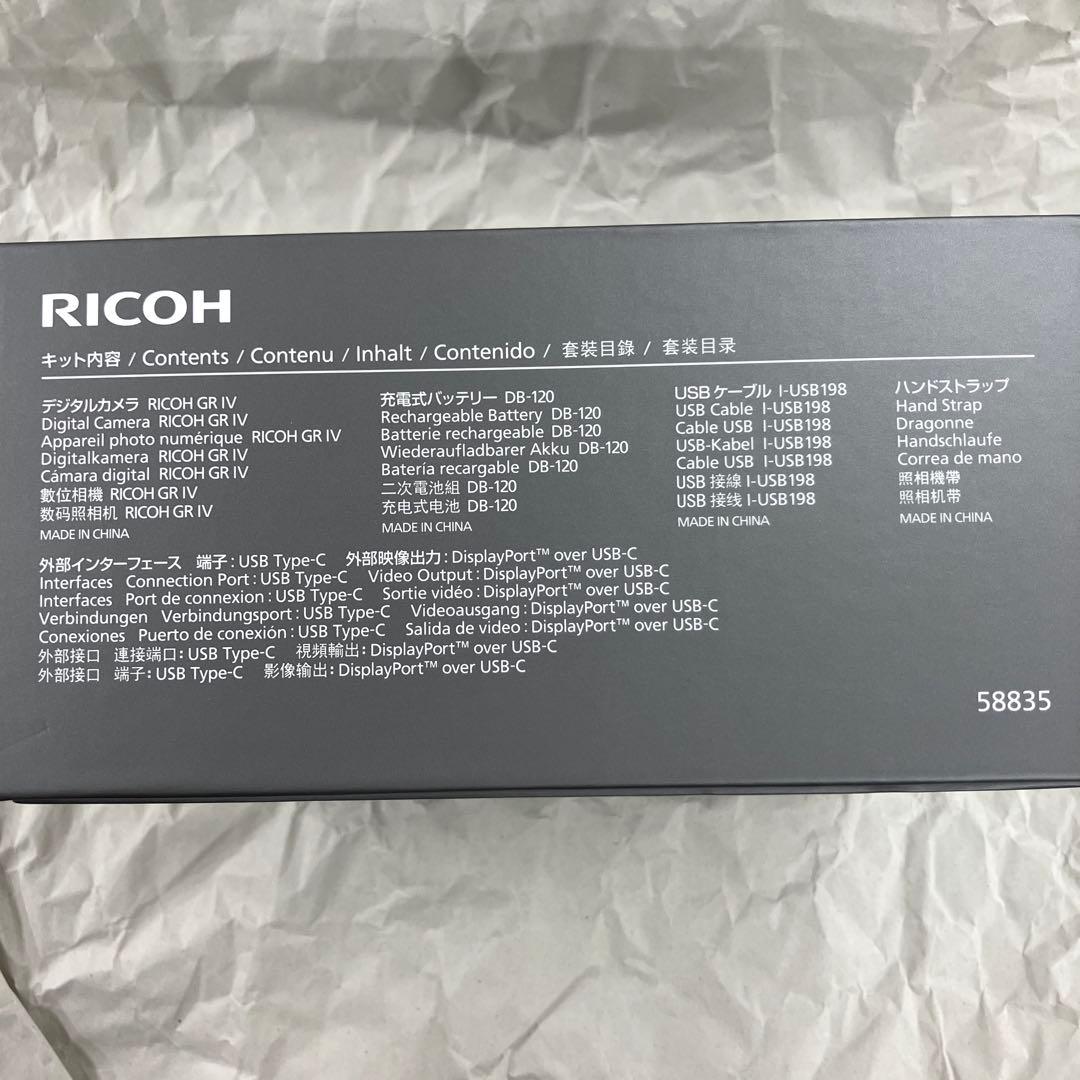 RICOH
キット内容 / Contents / Contenu / Inhalt / Contenido / 套裝目錄 / 套装目录
デジタルカメラ RICOH GR IV
Digital Camera RICOH GR IV
Appareil photo numérique RICOH GR IV
Digitalkamera RICOH GR IV
Cámara digital RICOH GR IV
數位相機 RICOH GR IV
数码照相机 RICOH GR IV
MADE IN CHINA
充電式バッテリー DB-120
Rechargeable Battery DB-120
Batterie rechargeable DB-120
Wiederaufladbarer Akku DB-120
Batería recargable DB-120
二次電池組 DB-120
充电式电池 DB-120
MADE IN CHINA
USB ケーブル I-USB198
USB Cable I-USB198
Cable USB I-USB198
USB-Kabel I-USB198
Cable USB I-USB198
USB 接線 I-USB198
USB 接线 I-USB198
MADE IN CHINA
ハンドストラップ
Hand Strap
Dragonne
Handschlaufe
Correa de mano
照相機帶
照相机带
MADE IN CHINA
外部インターフェース 端子：USB Type-C 外部映像出力：DisplayPort™ over USB-C
Interfaces Connection Port : USB Type-C Video Output : DisplayPort™ over USB-C
Interfaces Port de connexion : USB Type-C Sortie vidéo : DisplayPort™ over USB-C
Verbindungen Verbindungsport : USB Type-C Videoausgang : DisplayPort™ over USB-C
Conexiones Puerto de conexión : USB Type-C Salida de video : DisplayPort™ over USB-C
外部接口 連接端口：USB Type-C 視頻輸出：DisplayPort™ over USB-C
外部接口 端子：USB Type-C 影像输出：DisplayPort™ over USB-C
58835